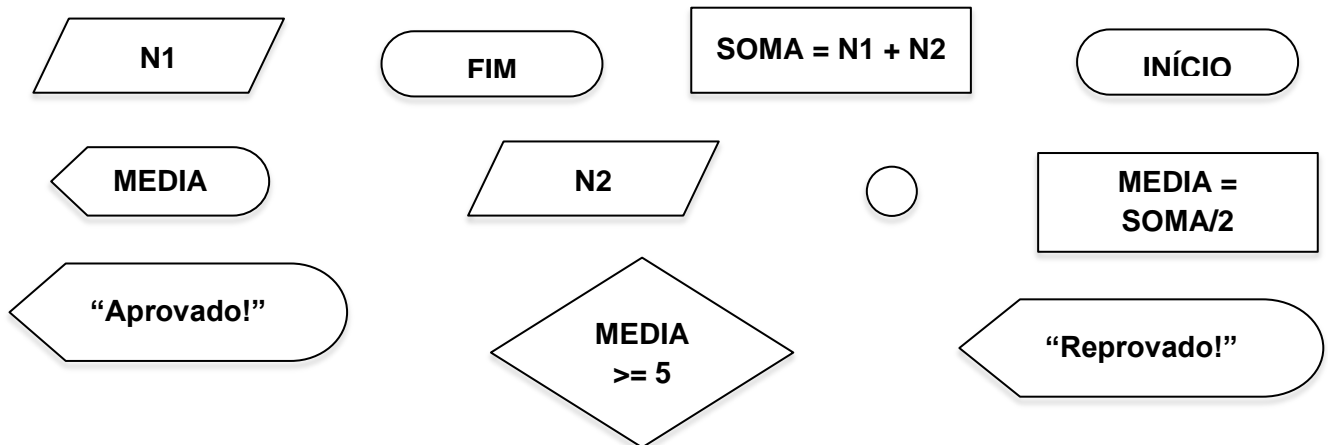 N1
FIM
SOMA = N1 + N2
INÍCIO
MEDIA
N2
MEDIA =
SOMA/2
“Aprovado!”
MEDIA
>= 5
“Reprovado!”